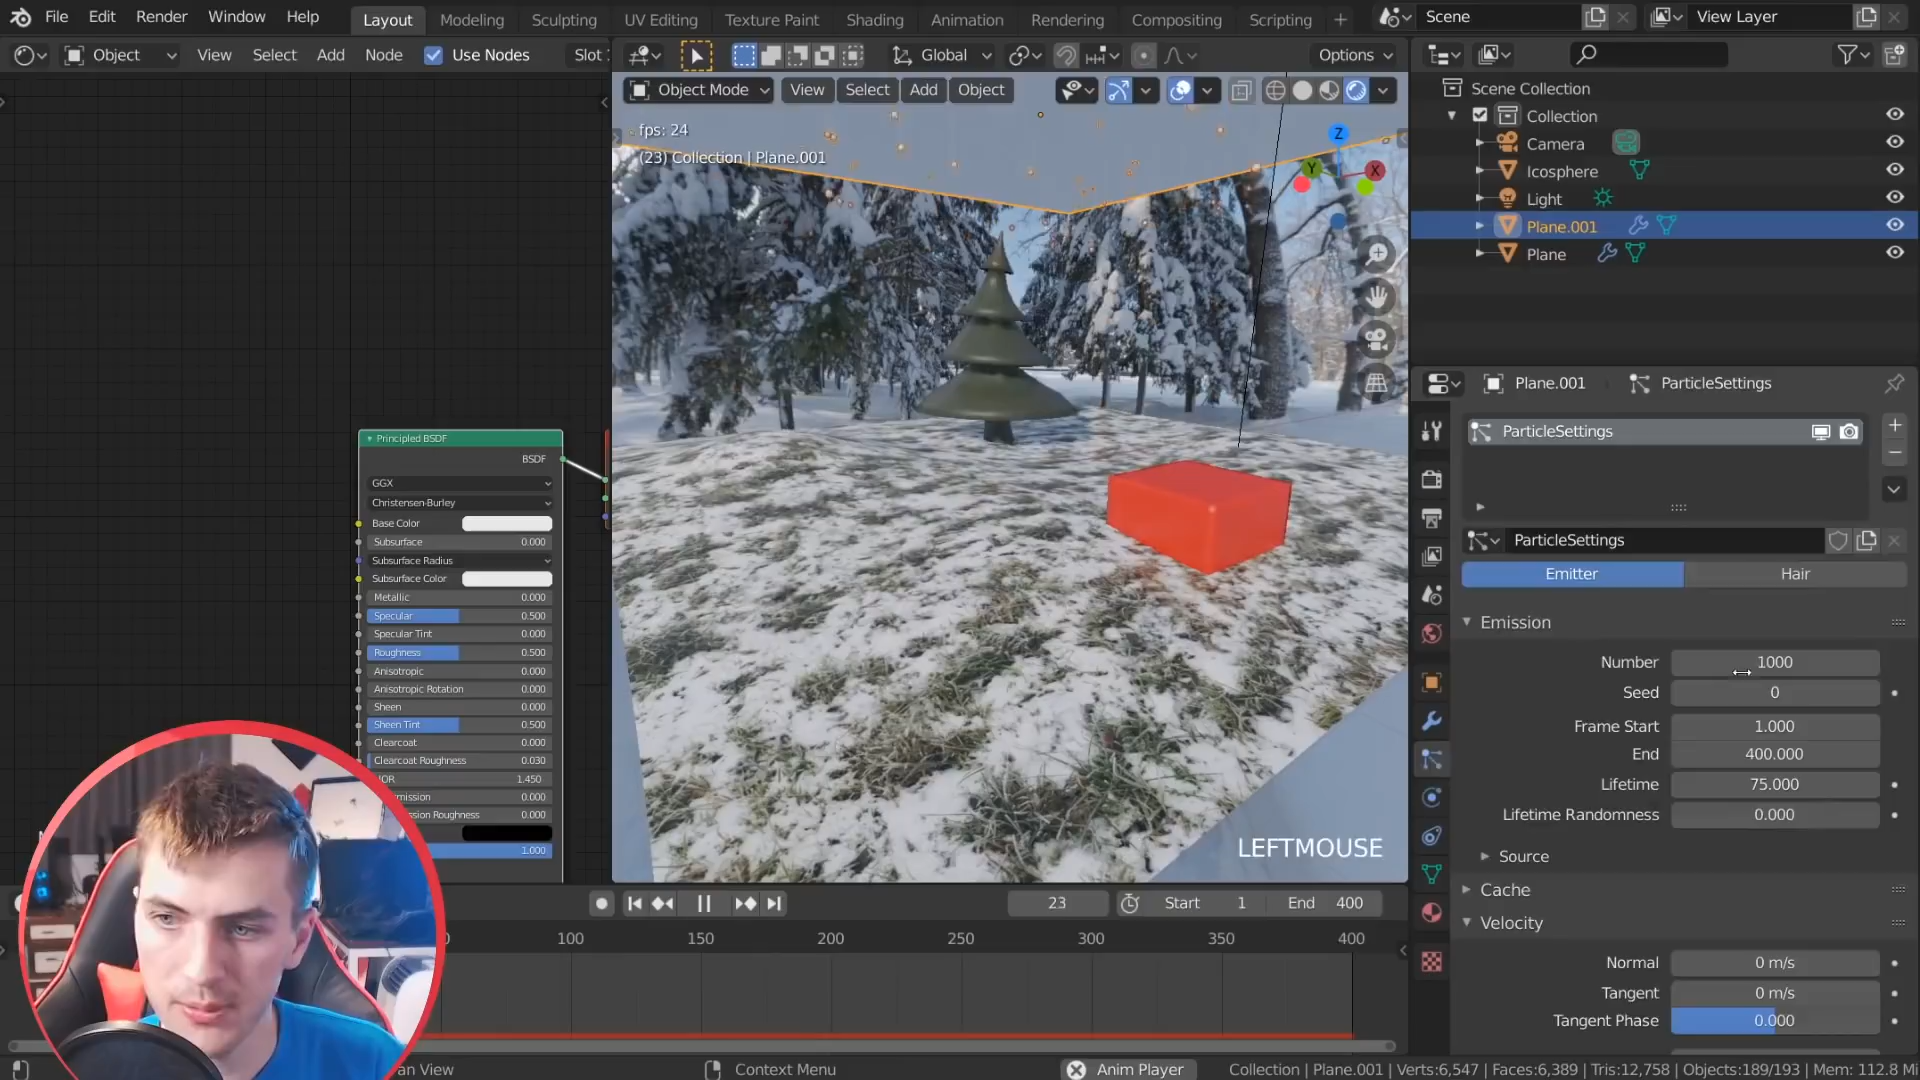 File Edit Render Window Help Layout Modeling Sculpting UV Editing Texture Paint Shading Animation Rendering Compositing Scripting + Scene View Layer
Object View Select Add Node Use Nodes Slot
Global Options
Object Mode View Select Add Object
fps: 24
(23) Collection | Plane.001
Z
Y
X
LEFTMOUSE
Scene Collection
Collection
Camera
Icosphere
Light
Plane.001
Plane
Plane.001 ParticleSettings
ParticleSettings
ParticleSettings
Emitter Hair
Emission
Number 1000
Seed 0
Frame Start 1.000
End 400.000
Lifetime 75.000
Lifetime Randomness 0.000
Source
Cache
Velocity
Normal 0 m/s
Tangent 0 m/s
Tangent Phase 0.000
Principled BSDF
BSDF
GGX
Christensen-Burley
Base Color
Subsurface 0.000
Subsurface Radius
Subsurface Color
Metallic 0.000
Specular 0.500
Specular Tint 0.000
Roughness 0.500
Anisotropic 0.000
Anisotropic Rotation 0.000
Sheen 0.000
Sheen Tint 0.500
Clearcoat 0.000
Clearcoat Roughness 0.030
IOR 1.450
mission 0.000
ssion Roughness 0.000
1.000
23 Start 1 End 400
0 100 150 200 250 300 350 400
an View Context Menu Anim Player Collection | Plane.001 | Verts:6,547 | Faces:6,389 | Tris:12,758 | Objects:189/193 | Mem: 112.8 Mi